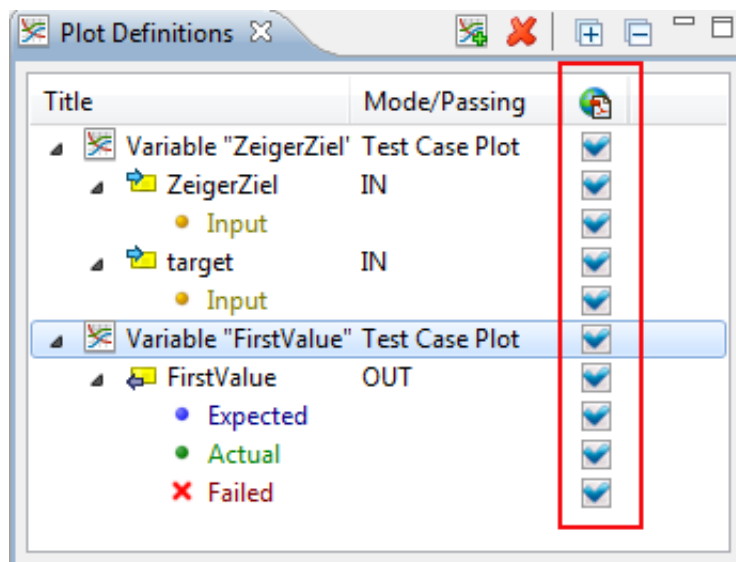 Plot Definitions
Title Mode/Passing
Variable "ZeigerZiel" Test Case Plot
ZeigerZiel IN
Input
target IN
Input
Variable "FirstValue" Test Case Plot
FirstValue OUT
Expected
Actual
Failed